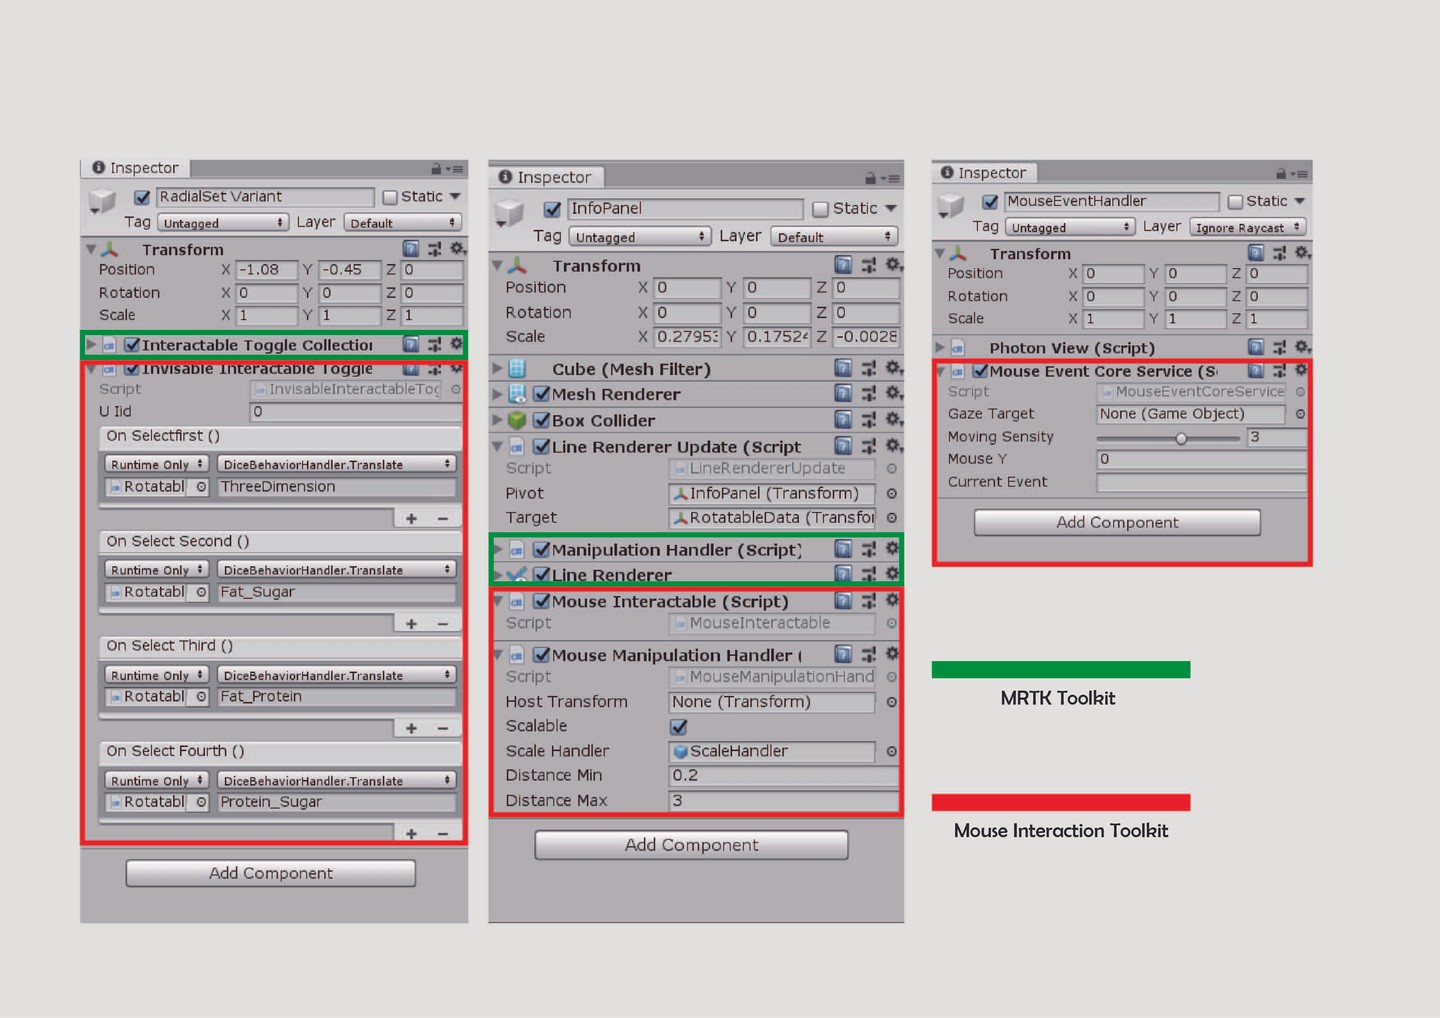 Inspector
RadialSet Variant
Static
Tag Untagged Layer Default
Transform
Position X -1.08 Y -0.45 Z 0
Rotation X 0 Y 0 Z 0
Scale X 1 Y 1 Z 1
Interactable Toggle Collection
Invisable Interactable Toggle
Script InvisableInteractableTog
U Iid 0
On Selectfirst ()
Runtime Only DiceBehaviorHandler.Translate
Rotatabl ThreeDimension
+ −
On Select Second ()
Runtime Only DiceBehaviorHandler.Translate
Rotatabl Fat_Sugar
+ −
On Select Third ()
Runtime Only DiceBehaviorHandler.Translate
Rotatabl Fat_Protein
+ −
On Select Fourth ()
Runtime Only DiceBehaviorHandler.Translate
Rotatabl Protein_Sugar
+ −
Add Component
Inspector
InfoPanel
Static
Tag Untagged Layer Default
Transform
Position X 0 Y 0 Z 0
Rotation X 0 Y 0 Z 0
Scale X 0.27953 Y 0.17524 Z -0.0028
Cube (Mesh Filter)
Mesh Renderer
Box Collider
Line Renderer Update (Script
Script LineRendererUpdate
Pivot InfoPanel (Transform)
Target RotatableData (Transfor
Manipulation Handler (Script)
Line Renderer
Mouse Interactable (Script)
Script MouseInteractable
Mouse Manipulation Handler (
Script MouseManipulationHand
Host Transform None (Transform)
Scalable
Scale Handler ScaleHandler
Distance Min 0.2
Distance Max 3
Add Component
Inspector
MouseEventHandler
Static
Tag Untagged Layer Ignore Raycast
Transform
Position X 0 Y 0 Z 0
Rotation X 0 Y 0 Z 0
Scale X 1 Y 1 Z 1
Photon View (Script)
Mouse Event Core Service (S
Script MouseEventCoreService
Gaze Target None (Game Object)
Moving Sensity 3
Mouse Y 0
Current Event
Add Component
MRTK Toolkit
Mouse Interaction Toolkit